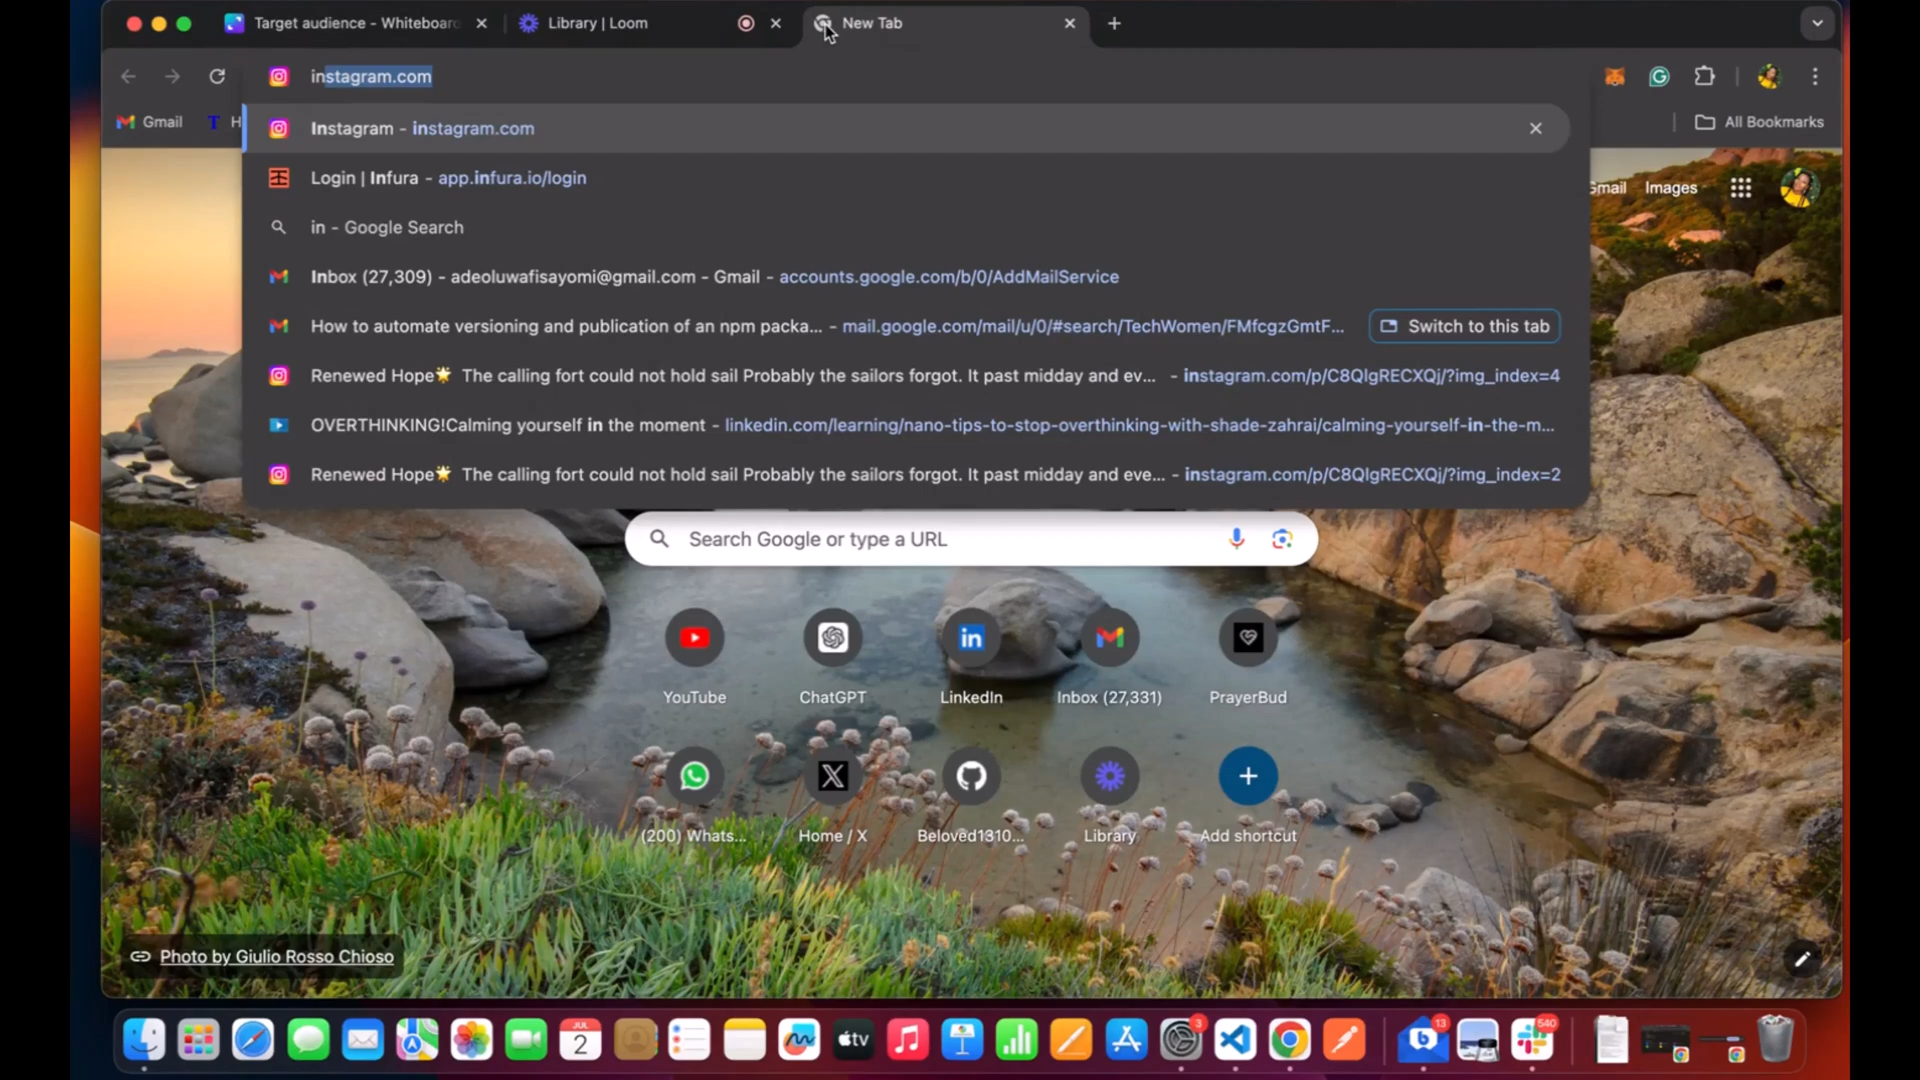 Target audience - Whiteboard
Library | Loom
New Tab
instagram.com
Gmail
H
All Bookmarks
Instagram - instagram.com
Login | Infura - app.infura.io/login
in - Google Search
Inbox (27,309) - adeoluwafisayomi@gmail.com - Gmail - accounts.google.com/b/0/AddMailService
How to automate versioning and publication of an npm packa... - mail.google.com/mail/u/0/#search/TechWomen/FMfcgzGmtF...
Switch to this tab
Renewed Hope🌟 The calling fort could not hold sail Probably the sailors forgot. It past midday and ev... - instagram.com/p/C8QlgRECXQj/?img_index=4
OVERTHINKING!Calming yourself in the moment - linkedin.com/learning/nano-tips-to-stop-overthinking-with-shade-zahrai/calming-yourself-in-the-m...
Renewed Hope🌟 The calling fort could not hold sail Probably the sailors forgot. It past midday and eve... - instagram.com/p/C8QlgRECXQj/?img_index=2
Gmail Images
Search Google or type a URL
YouTube
ChatGPT
LinkedIn
Inbox (27,331)
PrayerBud
(200) Whats...
Home / X
Beloved1310...
Library
Add shortcut
Photo by Giulio Rosso Chioso
JUL
2
tv
3
13
540